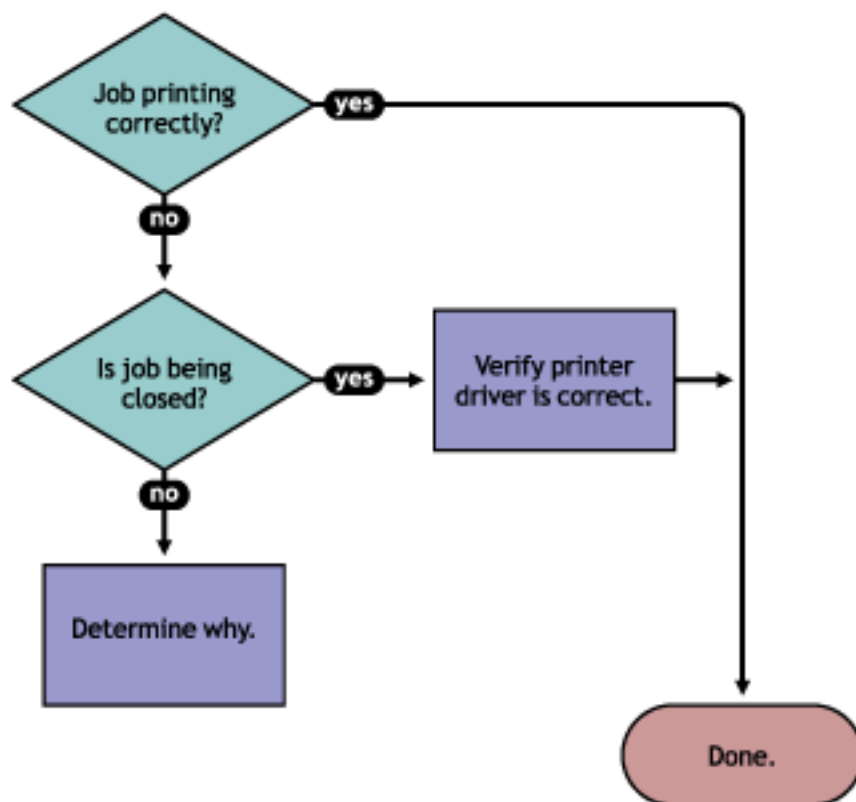 Job printing
correctly?
yes
no
Is job being
closed?
yes
Verify printer
driver is correct.
no
Determine why.
Done.